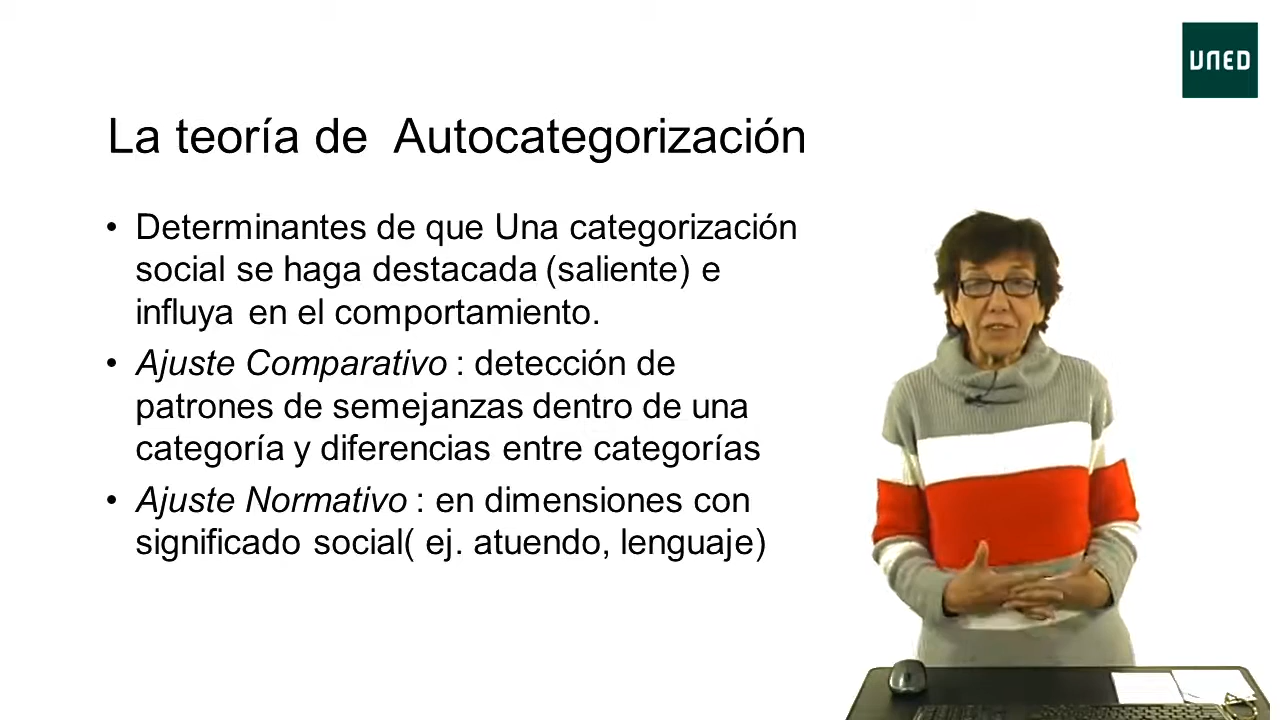 UNED
La teoría de  Autocategorización
• Determinantes de que Una categorización
social se haga destacada (saliente) e
influya en el comportamiento.
• Ajuste Comparativo : detección de
patrones de semejanzas dentro de una
categoría y diferencias entre categorías
• Ajuste Normativo : en dimensiones con
significado social( ej. atuendo, lenguaje)